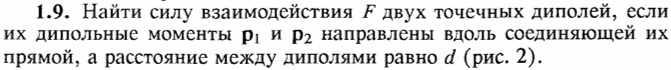 1.9. Найти силу взаимодействия F двух точечных диполей, если
их дипольные моменты p₁ и p₂ направлены вдоль соединяющей их
прямой, а расстояние между диполями равно d (рис. 2).